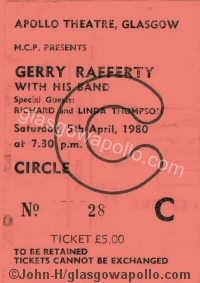 APOLLO THEATRE, GLASGOW
M.C.P. PRESENTS
GERRY RAFFERTY
WITH HIS BAND
Special Guests:
RICHARD and LINDA THOMPSON
Saturday 5th April, 1980
at 7.30 p.m.
CIRCLE
No 28 C
TICKET £5.00
TO BE RETAINED
TICKETS CANNOT BE EXCHANGED
©John-H/glasgowapollo.com